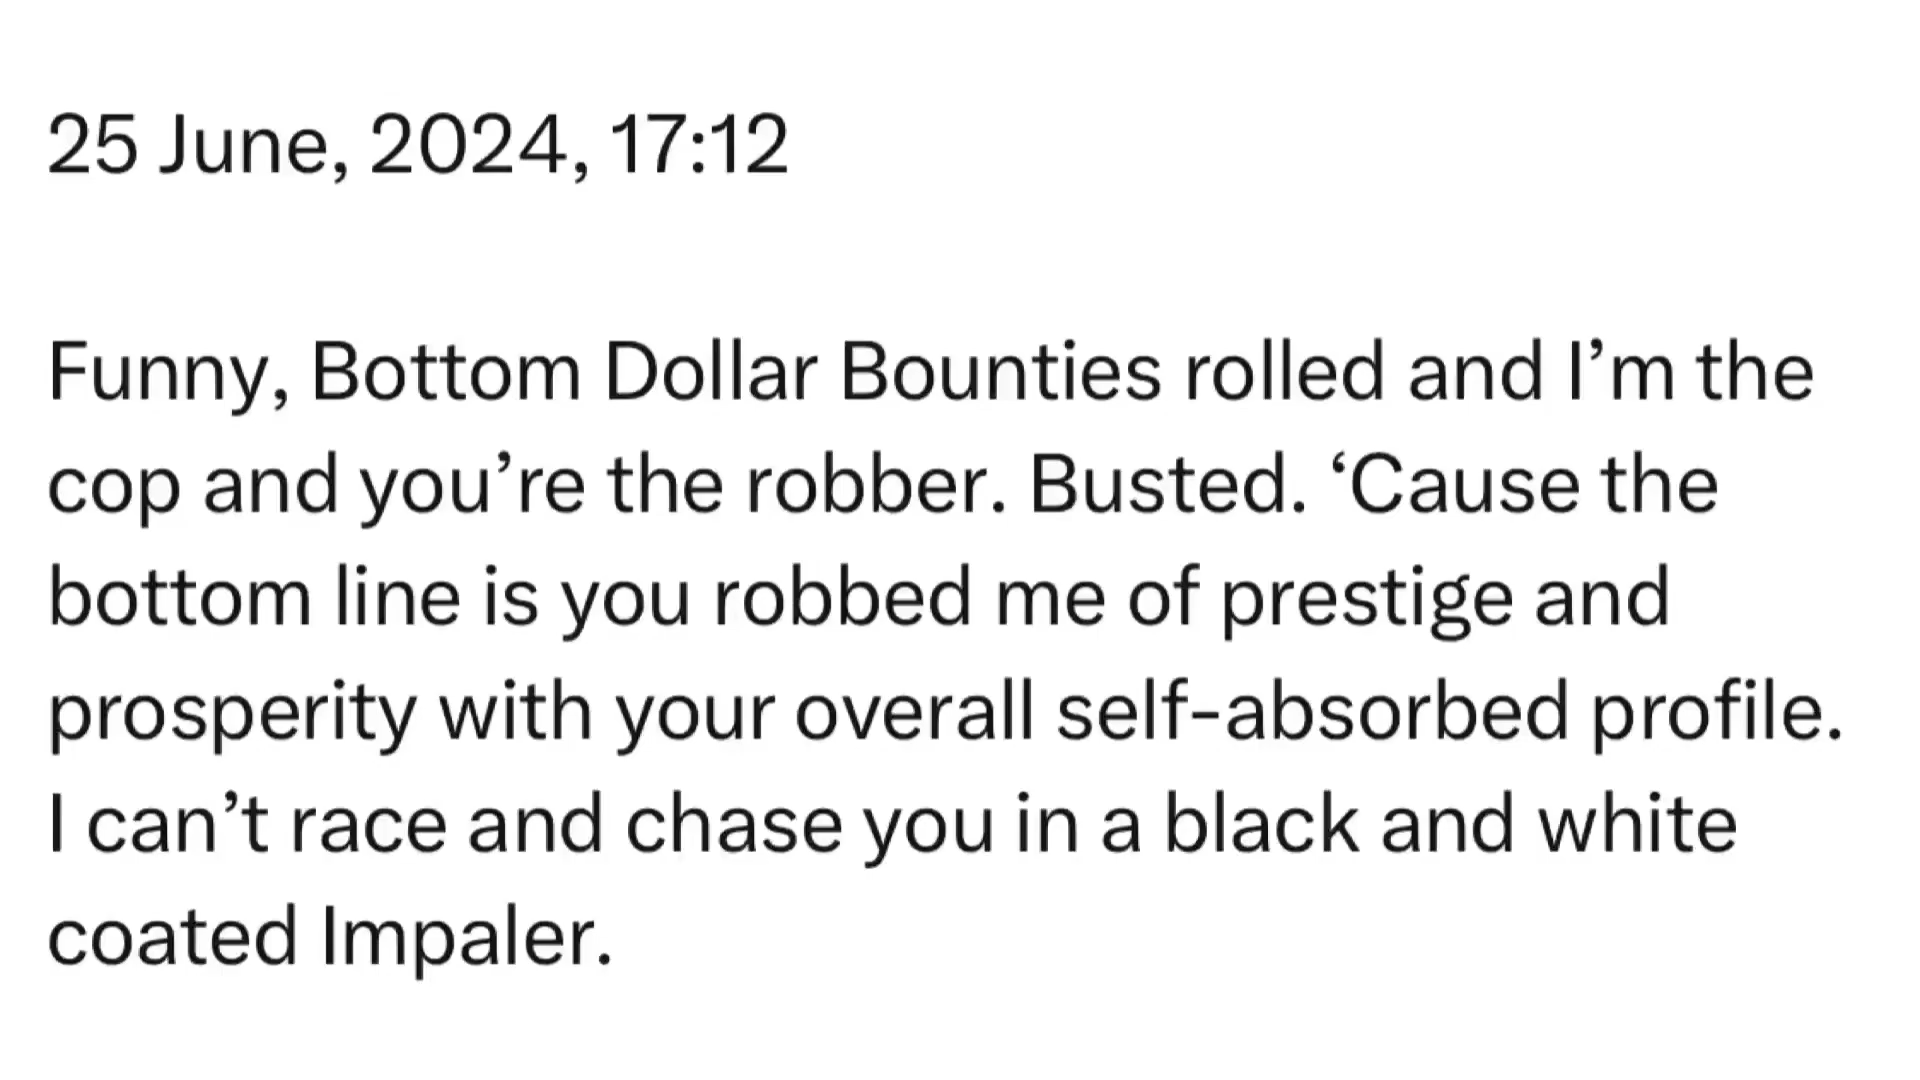 25 June, 2024, 17:12
Funny, Bottom Dollar Bounties rolled and I’m the
cop and you’re the robber. Busted. ‘Cause the
bottom line is you robbed me of prestige and
prosperity with your overall self-absorbed profile.
I can’t race and chase you in a black and white
coated Impaler.